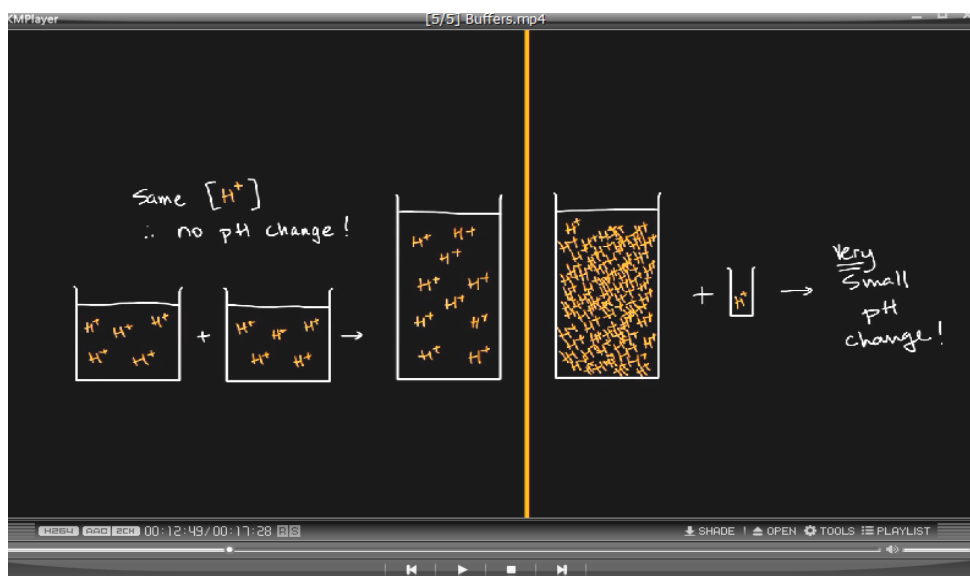 KMPlayer
[5/5] Buffers.mp4
Same [H+]
∴ no pH change!
H+ H+ H+
H+ H+
+
H+ H+ H+
H+ H+
→
H+ H+
H+
H+ H+
H+
H+ H+
H+ H+
H+
+
H+
→
very
small
pH
change!
H264 AAC 2CH 00:12:49/00:17:28 R S
SHADE ! OPEN TOOLS PLAYLIST